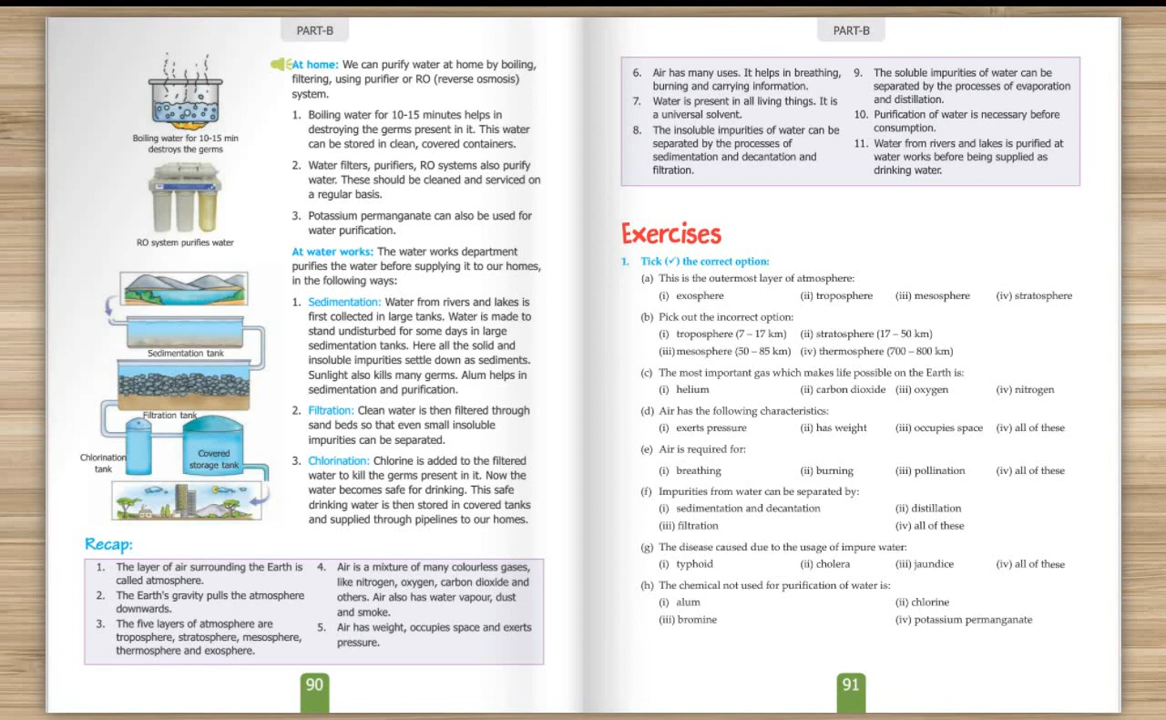 PART-B
At home: We can purify water at home by boiling,
filtering, using purifier or RO (reverse osmosis)
system.
1. Boiling water for 10-15 minutes helps in
destroying the germs present in it. This water
can be stored in clean, covered containers.
2. Water filters, purifiers, RO systems also purify
water. These should be cleaned and serviced on
a regular basis.
3. Potassium permanganate can also be used for
water purification.
At water works: The water works department
purifies the water before supplying it to our homes,
in the following ways:
1. Sedimentation: Water from rivers and lakes is
first collected in large tanks. Water is made to
stand undisturbed for some days in large
sedimentation tanks. Here all the solid and
insoluble impurities settle down as sediments.
Sunlight also kills many germs. Alum helps in
sedimentation and purification.
2. Filtration: Clean water is then filtered through
sand beds so that even small insoluble
impurities can be separated.
3. Chlorination: Chlorine is added to the filtered
water to kill the germs present in it. Now the
water becomes safe for drinking. This safe
drinking water is then stored in covered tanks
and supplied through pipelines to our homes.
Boiling water for 10-15 min
destroys the germs
RO system purifies water
Sedimentation tank
Filtration tank
Chlorination
tank
Covered
storage tank
Recap:
1. The layer of air surrounding the Earth is
called atmosphere.
2. The Earth's gravity pulls the atmosphere
downwards.
3. The five layers of atmosphere are
troposphere, stratosphere, mesosphere,
thermosphere and exosphere.
4. Air is a mixture of many colourless gases,
like nitrogen, oxygen, carbon dioxide and
others. Air also has water vapour, dust
and smoke.
5. Air has weight, occupies space and exerts
pressure.
90
PART-B
6. Air has many uses. It helps in breathing,
burning and carrying information.
7. Water is present in all living things. It is
a universal solvent.
8. The insoluble impurities of water can be
separated by the processes of
sedimentation and decantation and
filtration.
9. The soluble impurities of water can be
separated by the processes of evaporation
and distillation.
10. Purification of water is necessary before
consumption.
11. Water from rivers and lakes is purified at
water works before being supplied as
drinking water.
Exercises
1. Tick (✓) the correct option:
(a) This is the outermost layer of atmosphere:
(i) exosphere (ii) troposphere (iii) mesosphere (iv) stratosphere
(b) Pick out the incorrect option:
(i) troposphere (7 – 17 km) (ii) stratosphere (17 – 50 km)
(iii) mesosphere (50 – 85 km) (iv) thermosphere (700 – 800 km)
(c) The most important gas which makes life possible on the Earth is:
(i) helium (ii) carbon dioxide (iii) oxygen (iv) nitrogen
(d) Air has the following characteristics:
(i) exerts pressure (ii) has weight (iii) occupies space (iv) all of these
(e) Air is required for:
(i) breathing (ii) burning (iii) pollination (iv) all of these
(f) Impurities from water can be separated by:
(i) sedimentation and decantation (ii) distillation
(iii) filtration (iv) all of these
(g) The disease caused due to the usage of impure water:
(i) typhoid (ii) cholera (iii) jaundice (iv) all of these
(h) The chemical not used for purification of water is:
(i) alum (ii) chlorine
(iii) bromine (iv) potassium permanganate
91